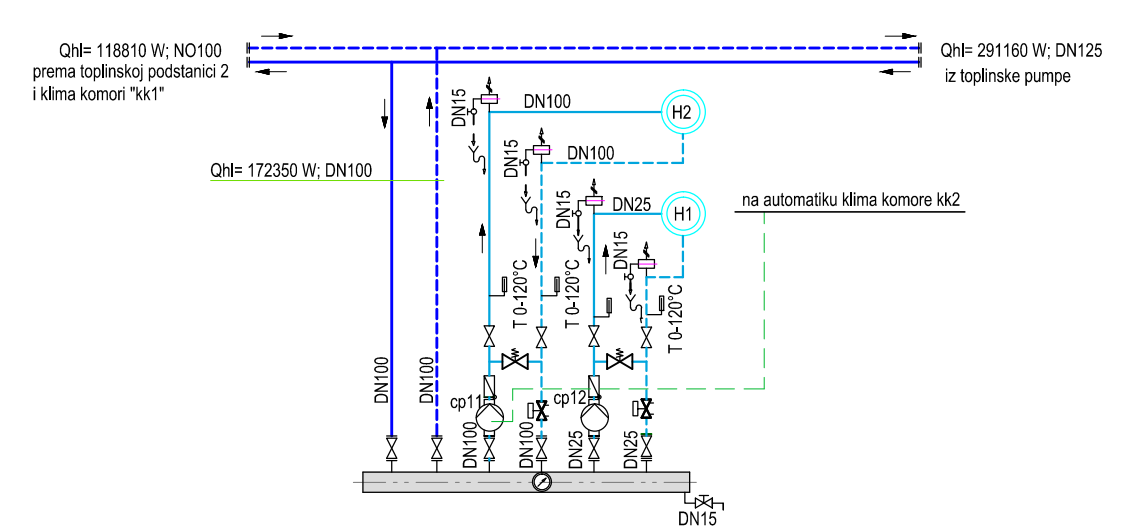 Qhl= 118810 W; NO100
prema toplinskoj podstanici 2
i klima komori "kk1"
Qhl= 291160 W; DN125
iz toplinske pumpe
DN15
DN100
H2
DN15
DN100
Qhl= 172350 W; DN100
DN15
DN25
H1
na automatiku klima komore kk2
DN15
T 0-120°C
T 0-120°C
T 0-120°C
DN100
DN100
cp11
cp12
DN100
DN100
DN25
DN25
DN15